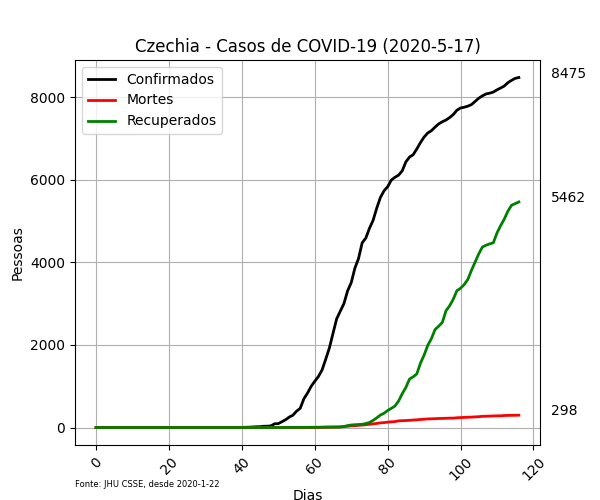 Czechia - Casos de COVID-19 (2020-5-17)
Confirmados
Mortes
Recuperados
8475
5462
298
Pessoas
8000
6000
4000
2000
0
0 20 40 60 80 100 120
Fonte: JHU CSSE, desde 2020-1-22
Dias